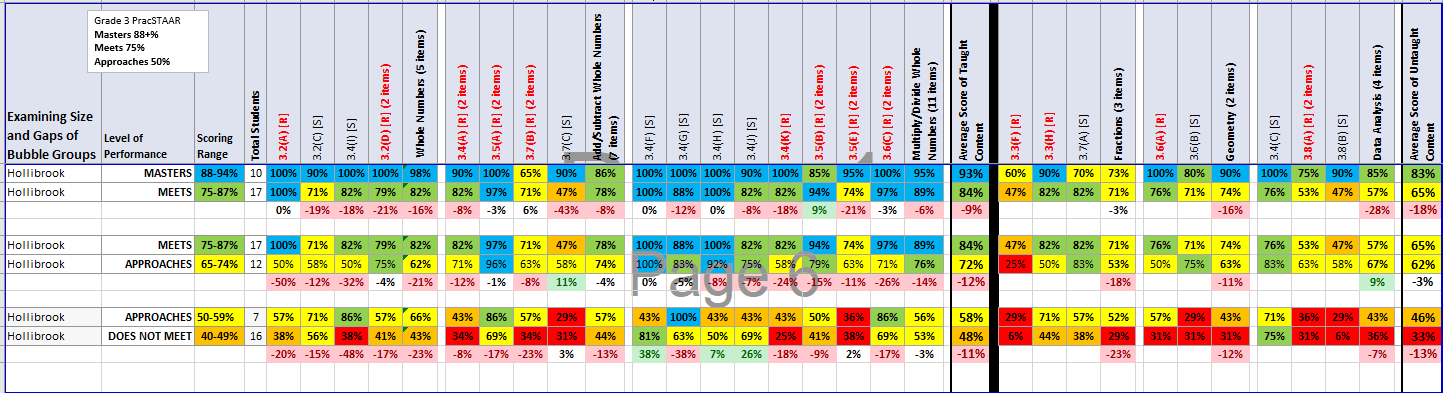 Grade 3 PracSTAAR
Masters 88+%
Meets 75%
Approaches 50%
Examining Size and Gaps of Bubble Groups Level of Performance Scoring Range Total Students 3.2(A) [R] 3.2(C) [S] 3.4(I) [S] 3.2(D) [R] (2 items) Whole Numbers (5 items) 3.4(A) [R] (2 items) 3.5(A) [R] (2 items) 3.7(B) [R] (2 items) 3.7(C) [S] Add/Subtract Whole Numbers (7 items) 3.4(F) [S] 3.4(G) [S] 3.4(H) [S] 3.4(J) [S] 3.4(K) [R] 3.5(B) [R] (2 items) 3.5(E) [R] (2 items) 3.6(C) [R] (2 items) Multiply/Divide Whole Numbers (11 items) Average Score of Taught Content 3.3(F) [R] 3.3(H) [R] 3.7(A) [S] Fractions (3 items) 3.6(A) [R] 3.6(B) [S] Geometry (2 items) 3.4(C) [S] 3.8(A) [R] (2 items) 3.8(B) [S] Data Analysis (4 items) Average Score of Untaught Content
Hollibrook MASTERS 88-94% 10 100% 90% 100% 100% 98% 90% 100% 65% 90% 86% 100% 100% 100% 90% 100% 85% 95% 100% 95% 93% 60% 90% 70% 73% 100% 80% 90% 100% 75% 90% 85% 83%
Hollibrook MEETS 75-87% 17 100% 71% 82% 79% 82% 82% 97% 71% 47% 78% 100% 88% 100% 82% 82% 94% 74% 97% 89% 84% 47% 82% 82% 71% 76% 71% 74% 76% 53% 47% 57% 65%
0% -19% -18% -21% -16% -8% -3% 6% -43% -8% 0% -12% 0% -8% -18% 9% -21% -3% -6% -9% -3% -16% -28% -18%
Hollibrook MEETS 75-87% 17 100% 71% 82% 79% 82% 82% 97% 71% 47% 78% 100% 88% 100% 82% 82% 94% 74% 97% 89% 84% 47% 82% 82% 71% 76% 71% 74% 76% 53% 47% 57% 65%
Hollibrook APPROACHES 65-74% 12 50% 58% 50% 75% 62% 71% 96% 63% 58% 74% 100% 83% 92% 75% 58% 79% 63% 71% 76% 72% 25% 50% 83% 53% 50% 75% 63% 83% 63% 58% 67% 62%
-50% -12% -32% -4% -21% -12% -1% -8% 11% -4% 0% -5% -8% -7% -24% -15% -11% -26% -14% -12% -18% -11% 9% -3%
Hollibrook APPROACHES 50-59% 7 57% 71% 86% 57% 66% 43% 86% 57% 29% 57% 43% 100% 43% 43% 43% 50% 36% 86% 56% 58% 29% 71% 57% 52% 57% 29% 43% 71% 36% 29% 43% 46%
Hollibrook DOES NOT MEET 40-49% 16 38% 56% 38% 41% 43% 34% 69% 34% 31% 44% 81% 63% 50% 69% 25% 41% 38% 69% 53% 48% 6% 44% 38% 29% 31% 31% 31% 75% 31% 6% 36% 33%
-20% -15% -48% -17% -23% -8% -17% -23% 3% -13% 38% -38% 7% 26% -18% -9% 2% -17% -3% -11% -23% -12% -7% -13%
Page 6